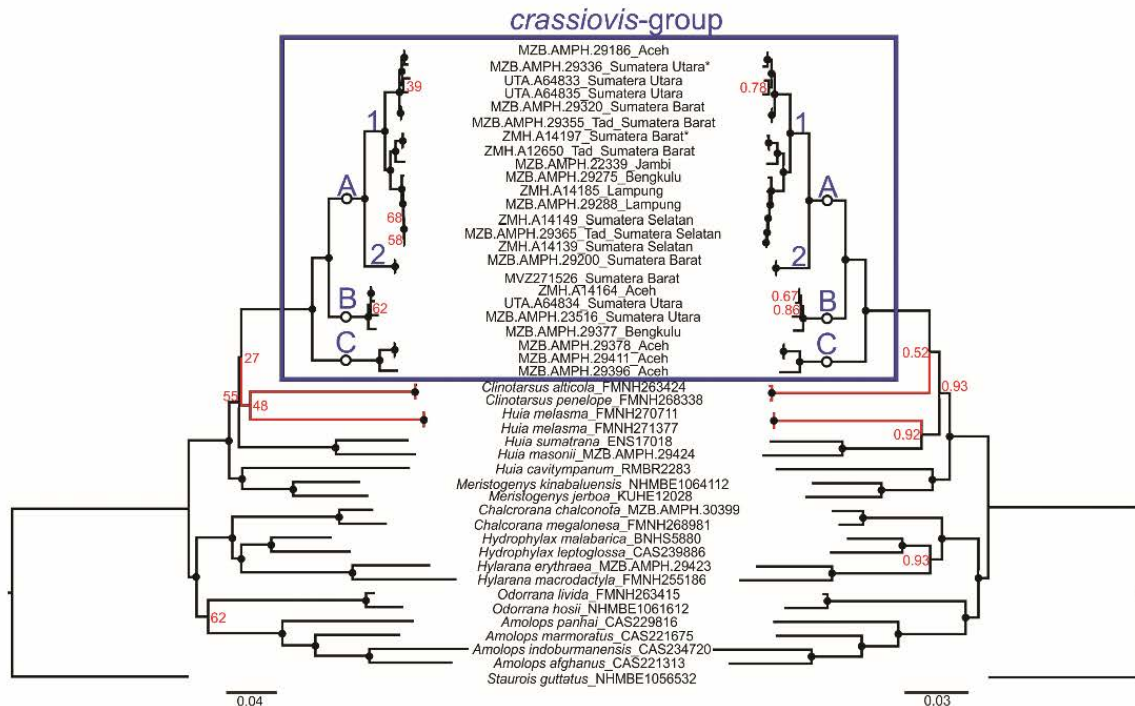 crassiovis-group
MZB.AMPH.29186_Aceh
MZB.AMPH.29336_Sumatera Utara*
UTA.A64833_Sumatera Utara
39
0.78
UTA.A64835_Sumatera Utara
MZB.AMPH.29320_Sumatera Barat
1
MZB.AMPH.29355_Tad_Sumatera Barat
1
ZMH.A14197_Sumatera Barat*
ZMH.A12650_Tad_Sumatera Barat
MZB.AMPH.22339_Jambi
MZB.AMPH.29275_Bengkulu
A
ZMH.A14185_Lampung
A
MZB.AMPH.29288_Lampung
68
ZMH.A14149_Sumatera Selatan
MZB.AMPH.29365_Tad_Sumatera Selatan
58
ZMH.A14139_Sumatera Selatan
2
MZB.AMPH.29200_Sumatera Barat
2
MVZ271526_Sumatera Barat
ZMH.A14164_Aceh
0.67
B
UTA.A64834_Sumatera Utara
B
62
0.86
MZB.AMPH.23516_Sumatera Utara
MZB.AMPH.29377_Bengkulu
C
MZB.AMPH.29378_Aceh
C
MZB.AMPH.29411_Aceh
0.52
27
MZB.AMPH.29396_Aceh
Clinotarsus alticola_FMNH263424
0.93
55
48
Clinotarsus penelope_FMNH268338
Huia melasma_FMNH270711
Huia melasma_FMNH271377
0.92
Huia sumatrana_ENS17018
Huia masonii_MZB.AMPH.29424
Huia cavitympanum_RMBR2283
Meristogenys kinabaluensis_NHMBE1064112
Meristogenys jerboa_KUHE12028
Chalcrorana chalconota_MZB.AMPH.30399
Chalcorana megalonesa_FMNH268981
Hydrophylax malabarica_BNHS5880
Hydrophylax leptoglossa_CAS239886
0.93
Hylarana erythraea_MZB.AMPH.29423
Hylarana macrodactyla_FMNH255186
Odorrana livida_FMNH263415
Odorrana hosii_NHMBE1061612
62
Amolops panhai_CAS229816
Amolops marmoratus_CAS221675
Amolops indoburmanensis_CAS234720
Amolops afghanus_CAS221313
Staurois guttatus_NHMBE1056532
0.04
0.03